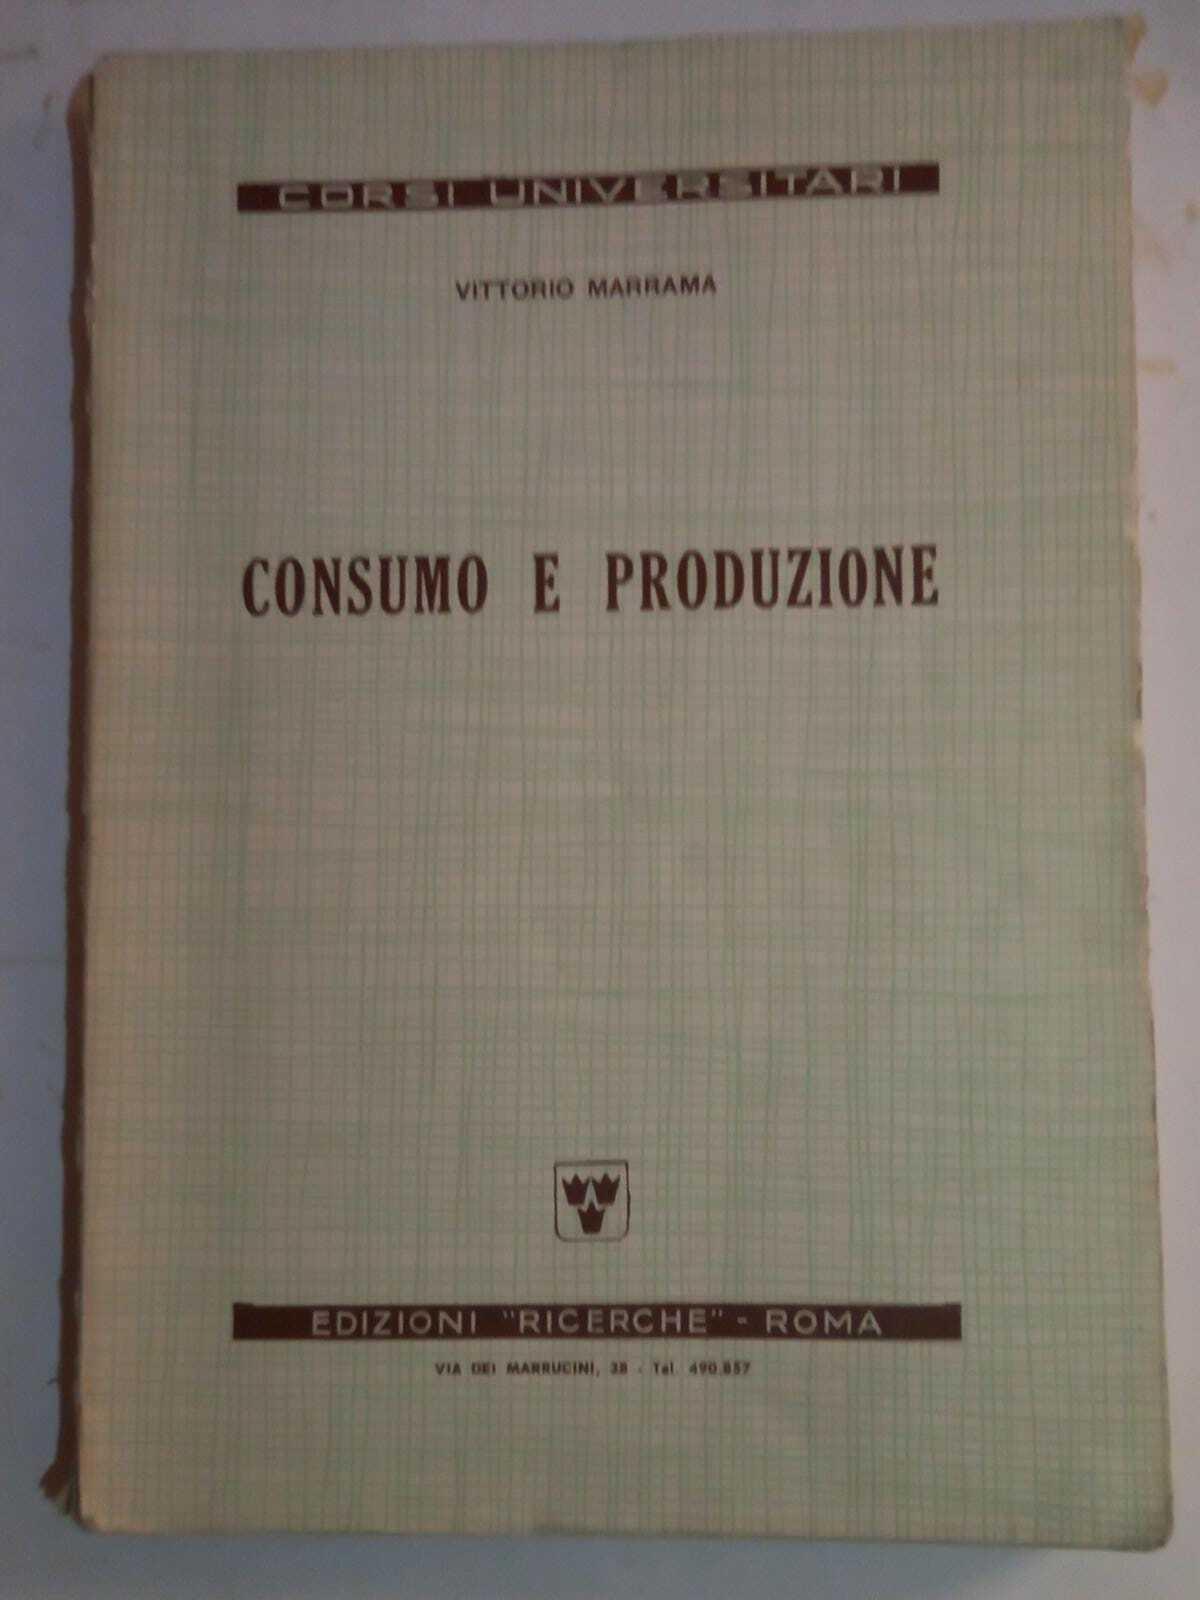 CORSI UNIVERSITARI
VITTORIO MARRAMA
CONSUMO E PRODUZIONE
EDIZIONI "RICERCHE" - ROMA
VIA DEI MARRUCINI, 38 - Tel. 490.857